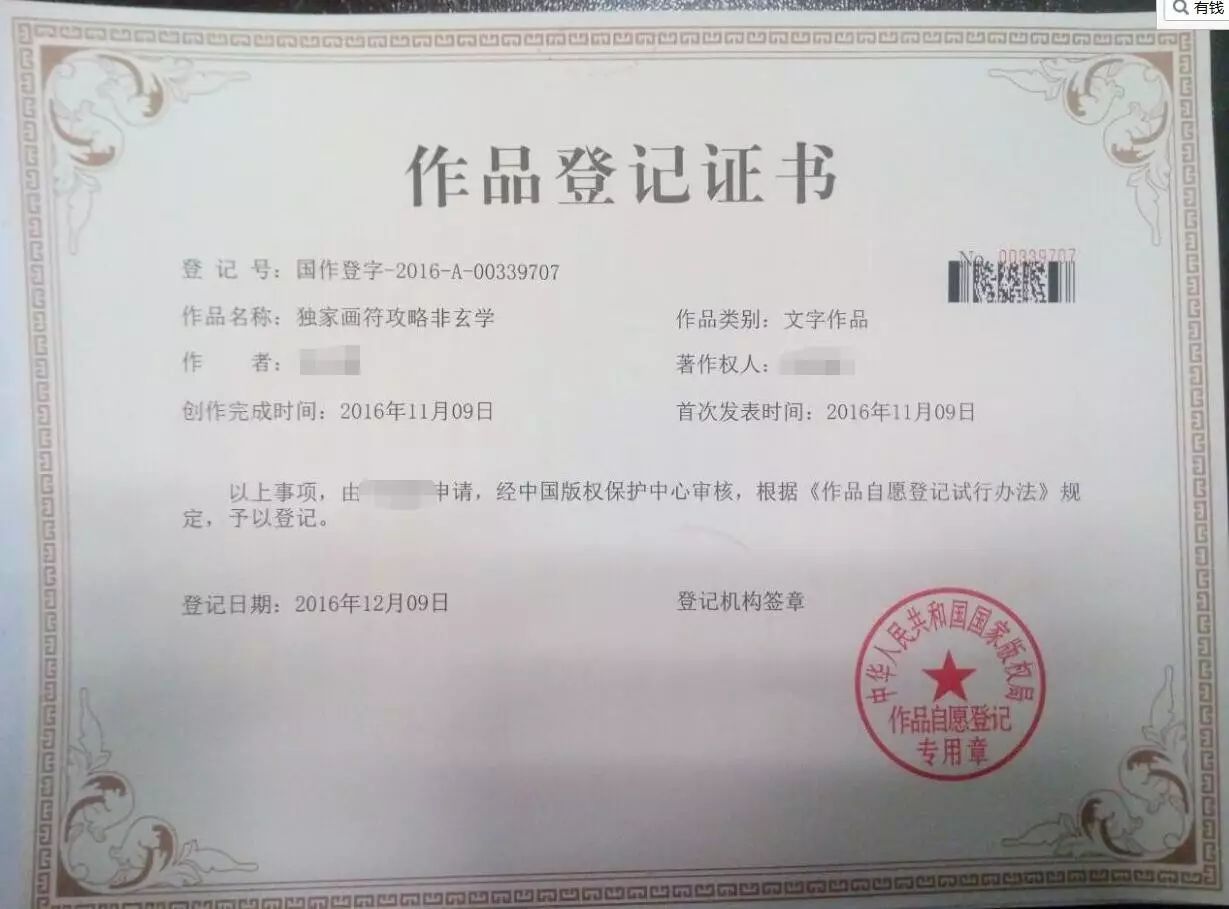 有钱
作品登记证书
登 记 号：国作登字-2016-A-00339707
No. 00339707
作品名称：独家画符攻略非玄学
作品类别：文字作品
作 者：
著作权人：
创作完成时间：2016年11月09日
首次发表时间：2016年11月09日
以上事项，由 申请，经中国版权保护中心审核，根据《作品自愿登记试行办法》规
定，予以登记。
登记日期：2016年12月09日
登记机构签章
中华人民共和国国家版权局
作品自愿登记
专用章